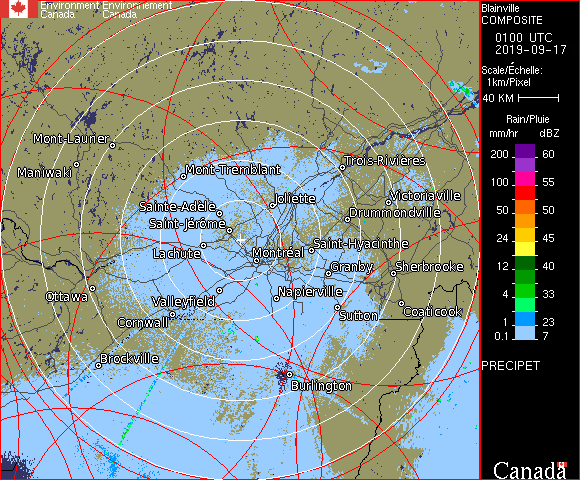 Environment Environnement
Canada Canada
Blainville
COMPOSITE
0100 UTC
2019-09-17
Scale/Échelle:
1km/Pixel
40 KM
Rain/Pluie
mm/hr dBZ
200 60
100 55
50 50
24 45
12 40
4 33
1 23
0.1 7
PRECIPET
Canada
Mont-Laurier
Maniwaki
Mont-Tremblant
Trois-Rivières
Victoriaville
Sainte-Adèle
Joliette
Drummondville
Saint-Jérôme
Saint-Hyacinthe
Lachute
Montréal
Granby
Sherbrooke
Ottawa
Valleyfield
Napierville
Coaticook
Cornwall
Sutton
Brockville
Burlington